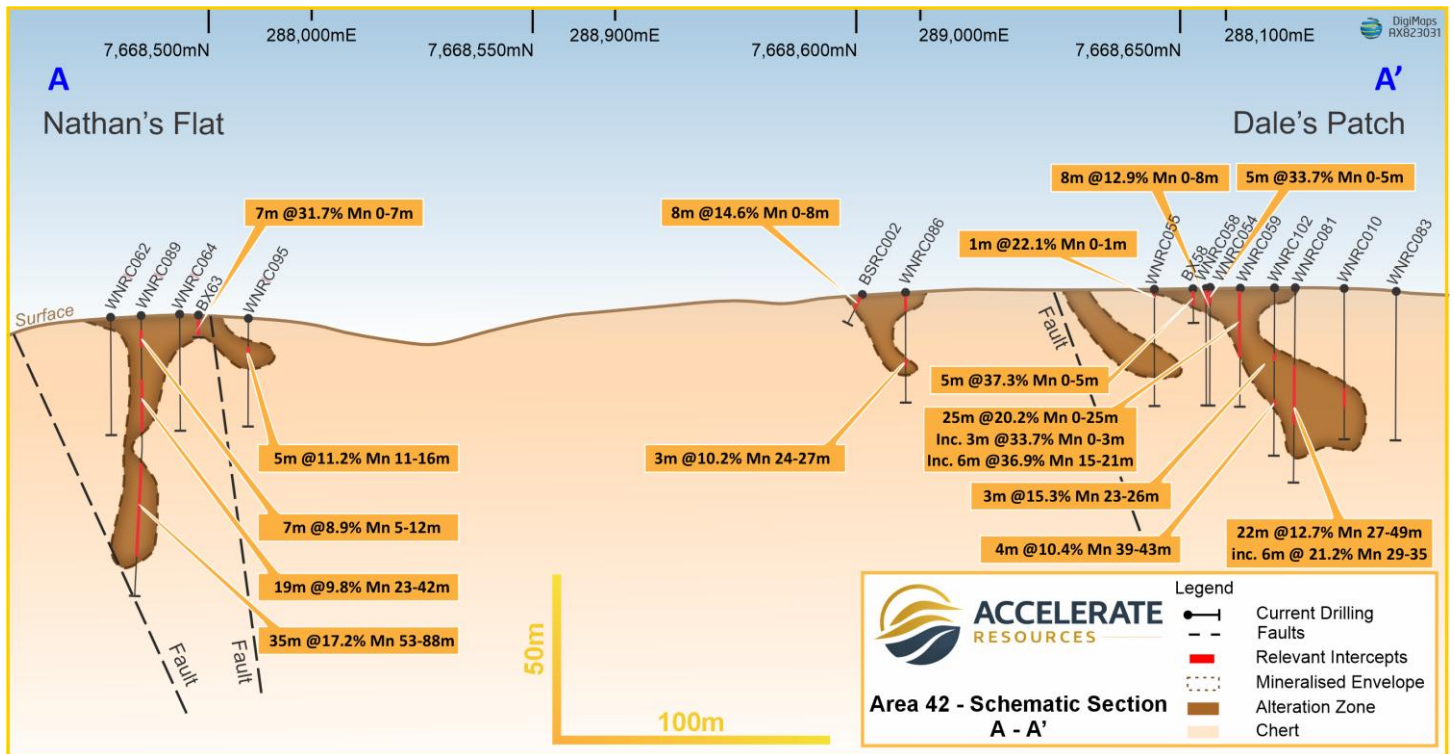 7,668,500mN
288,000mE
7,668,550mN
288,900mE
7,668,600mN
289,000mE
7,668,650mN
288,100mE
DigiMaps
AX823031
A
A'
Nathan's Flat
Dale's Patch
8m @12.9% Mn 0-8m
5m @33.7% Mn 0-5m
7m @31.7% Mn 0-7m
8m @14.6% Mn 0-8m
1m @22.1% Mn 0-1m
WNRC062
WNRC089
WNRC064
BX63
WNRC095
BSRC002
WNRC086
WNRC055
BX58
WNRC058
WNRC054
WNRC059
WNRC102
WNRC081
WNRC010
WNRC083
Surface
Fault
5m @37.3% Mn 0-5m
25m @20.2% Mn 0-25m
Inc. 3m @33.7% Mn 0-3m
Inc. 6m @36.9% Mn 15-21m
5m @11.2% Mn 11-16m
3m @10.2% Mn 24-27m
3m @15.3% Mn 23-26m
7m @8.9% Mn 5-12m
4m @10.4% Mn 39-43m
22m @12.7% Mn 27-49m
inc. 6m @ 21.2% Mn 29-35
19m @9.8% Mn 23-42m
35m @17.2% Mn 53-88m
Fault
Fault
50m
100m
ACCELERATE
RESOURCES
Area 42 - Schematic Section
A - A'
Legend
Current Drilling
Faults
Relevant Intercepts
Mineralised Envelope
Alteration Zone
Chert